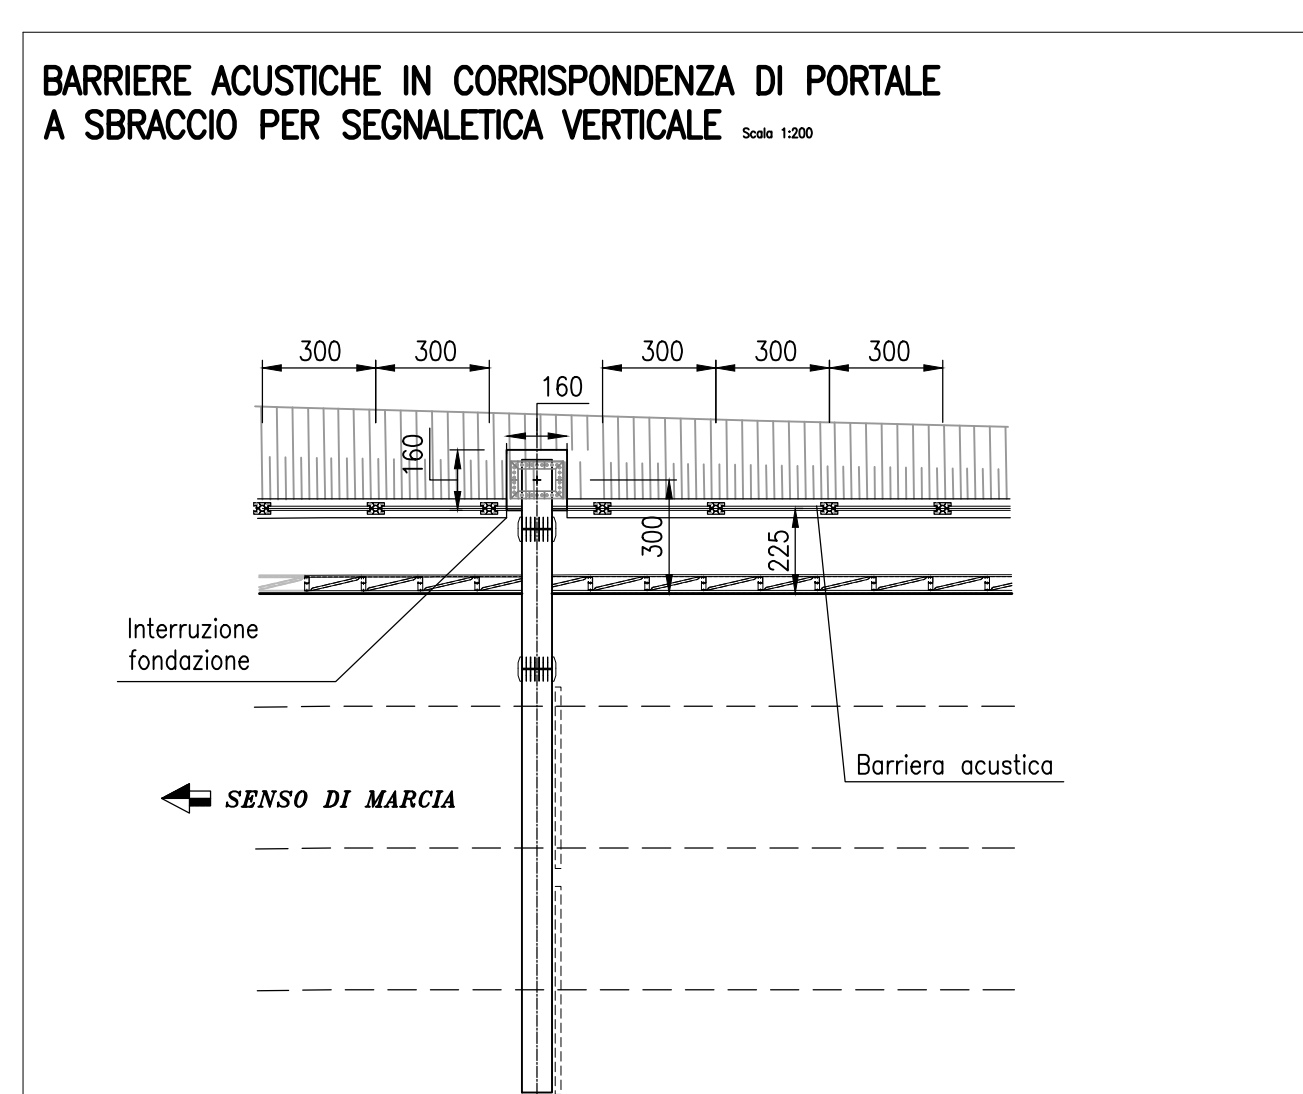 BARRIERE ACUSTICHE IN CORRISPONDENZA DI PORTALE
A SBRACCIO PER SEGNALETICA VERTICALE Scala 1:200
300 300 300 300 300
160
160
300
225
Interruzione
fondazione
Barriera acustica
SENSO DI MARCIA